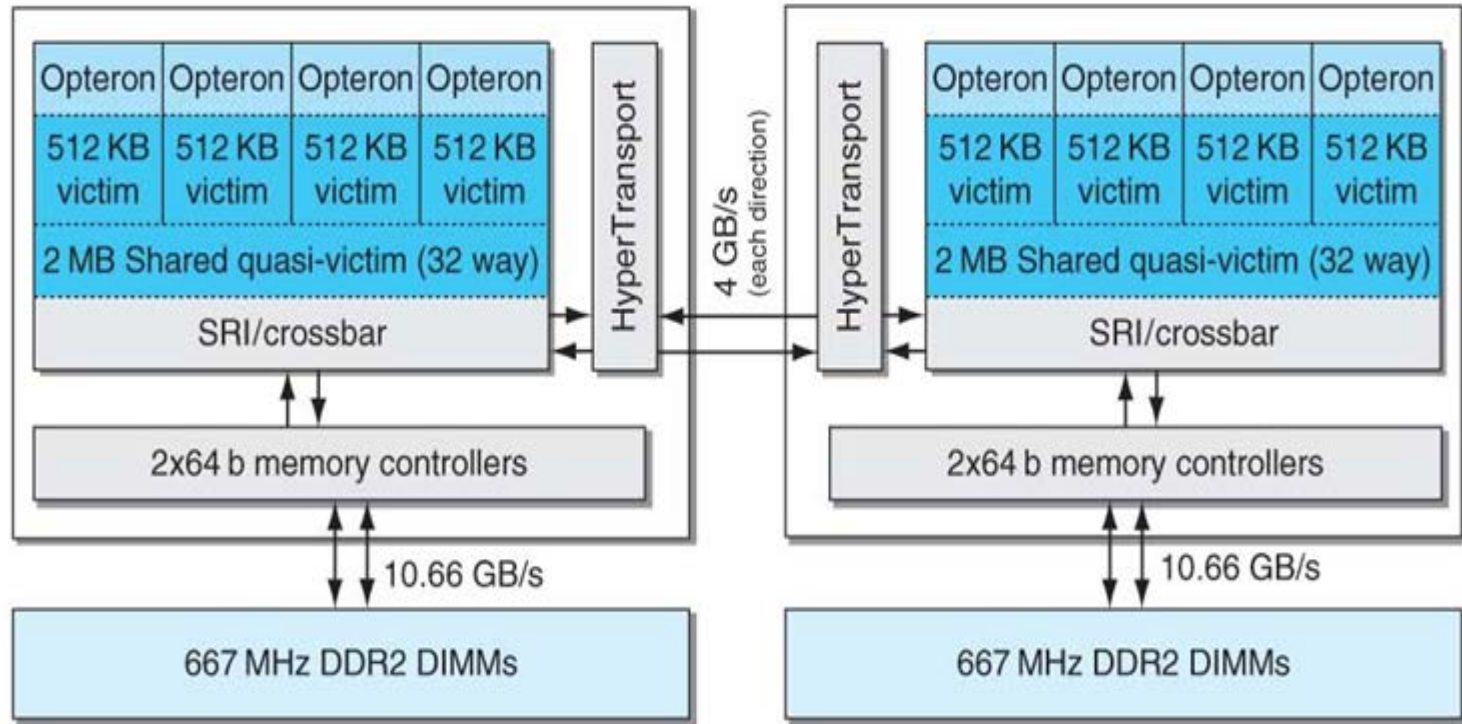 Opteron Opteron Opteron Opteron
512 KB 512 KB 512 KB 512 KB
victim victim victim victim
2 MB Shared quasi-victim (32 way)
SRI/crossbar
HyperTransport
2x64 b memory controllers
10.66 GB/s
667 MHz DDR2 DIMMs
4 GB/s
(each direction)
HyperTransport
Opteron Opteron Opteron Opteron
512 KB 512 KB 512 KB 512 KB
victim victim victim victim
2 MB Shared quasi-victim (32 way)
SRI/crossbar
2x64 b memory controllers
10.66 GB/s
667 MHz DDR2 DIMMs